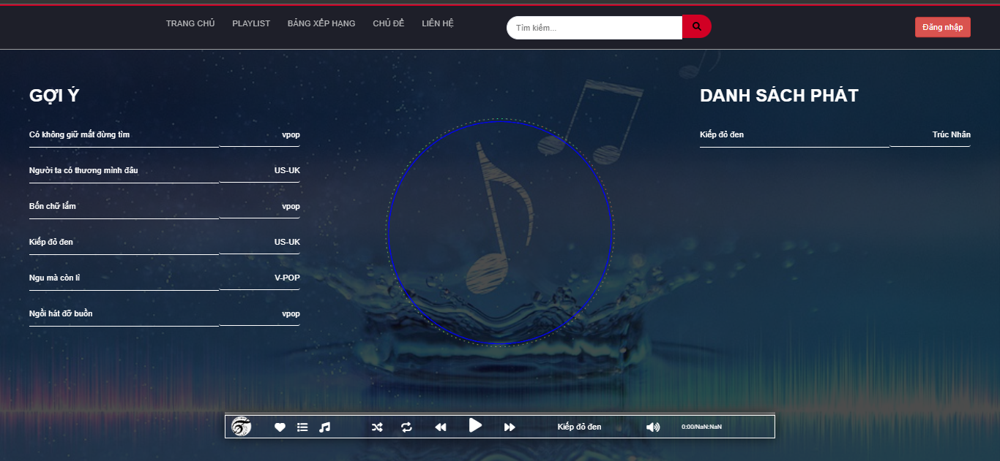 TRANG CHỦ PLAYLIST BẢNG XẾP HẠNG CHỦ ĐỀ LIÊN HỆ Tìm kiếm... Đăng nhập
GỢI Ý
Có không giữ mất đừng tìm vpop
Người ta có thương mình đâu US-UK
Bốn chữ lắm vpop
Kiếp đỏ đen US-UK
Ngu mà còn lì V-POP
Ngồi hát đỡ buồn vpop
DANH SÁCH PHÁT
Kiếp đỏ đen Trúc Nhân
Kiếp đỏ đen 0:00/NaN:NaN